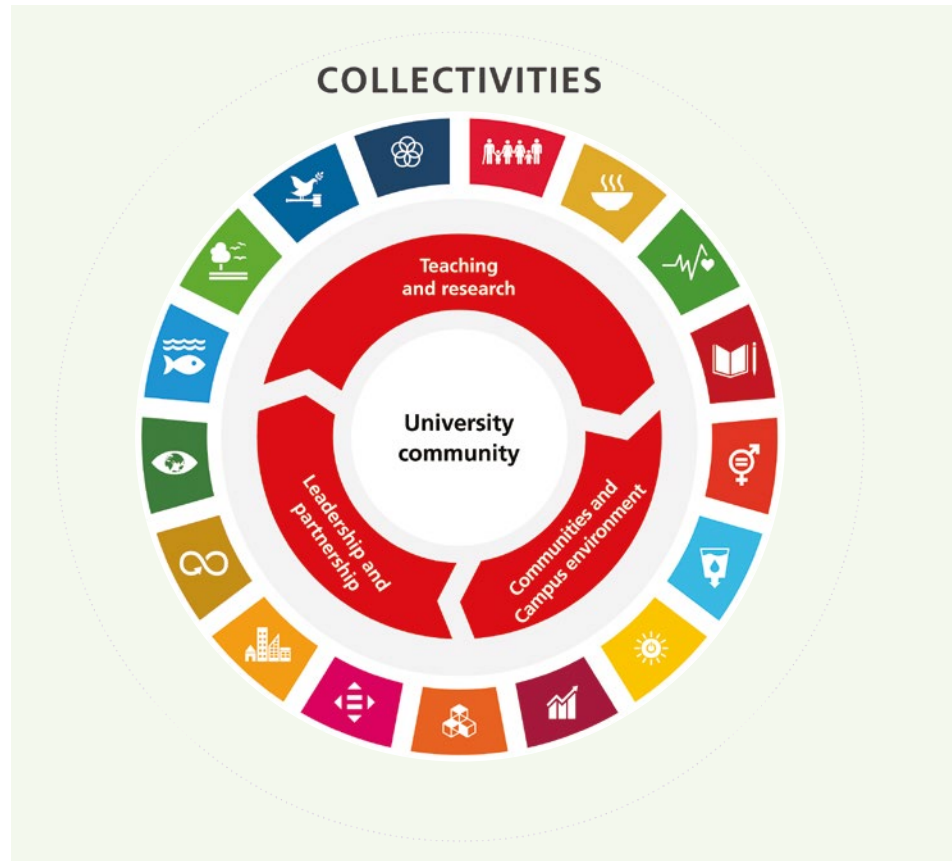 COLLECTIVITIES
Teaching
and research
University
community
Leadership and
partnership
Communities and
Campus environment